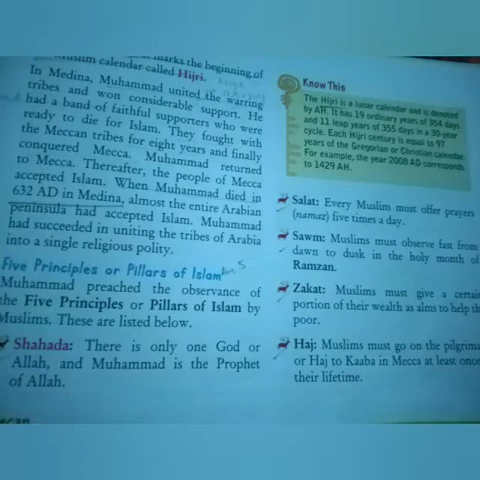 marks the beginning of
Muslim calendar called Hijri.
In Medina, Muhammad united the warring
tribes and won considerable support. He
had a band of faithful supporters who were
ready to die for Islam. They fought with
the Meccan tribes for eight years and finally
conquered Mecca. Muhammad returned
to Mecca. Thereafter, the people of Mecca
accepted Islam. When Muhammad died in
632 AD in Medina, almost the entire Arabian
peninsula had accepted Islam. Muhammad
had succeeded in uniting the tribes of Arabia
into a single religious polity.
Five Principles or Pillars of Islam
Muhammad preached the observance of
the Five Principles or Pillars of Islam by
Muslims. These are listed below.
Shahada: There is only one God or
Allah, and Muhammad is the Prophet
of Allah.
Know This
The Hijri is a lunar calendar and is denoted
by AH. It has 19 ordinary years of 354 days
and 11 leap years of 355 days in a 30-year
cycle. Each Hijri century is equal to 97
years of the Gregorian or Christian calendar.
For example, the year 2008 AD corresponds
to 1429 AH.
Salat: Every Muslim must offer prayers
(namaz) five times a day.
Sawm: Muslims must observe fast from
dawn to dusk in the holy month of
Ramzan.
Zakat: Muslims must give a certain
portion of their wealth as alms to help the
poor.
Haj: Muslims must go on the pilgrima
or Haj to Kaaba in Mecca at least once
their lifetime.